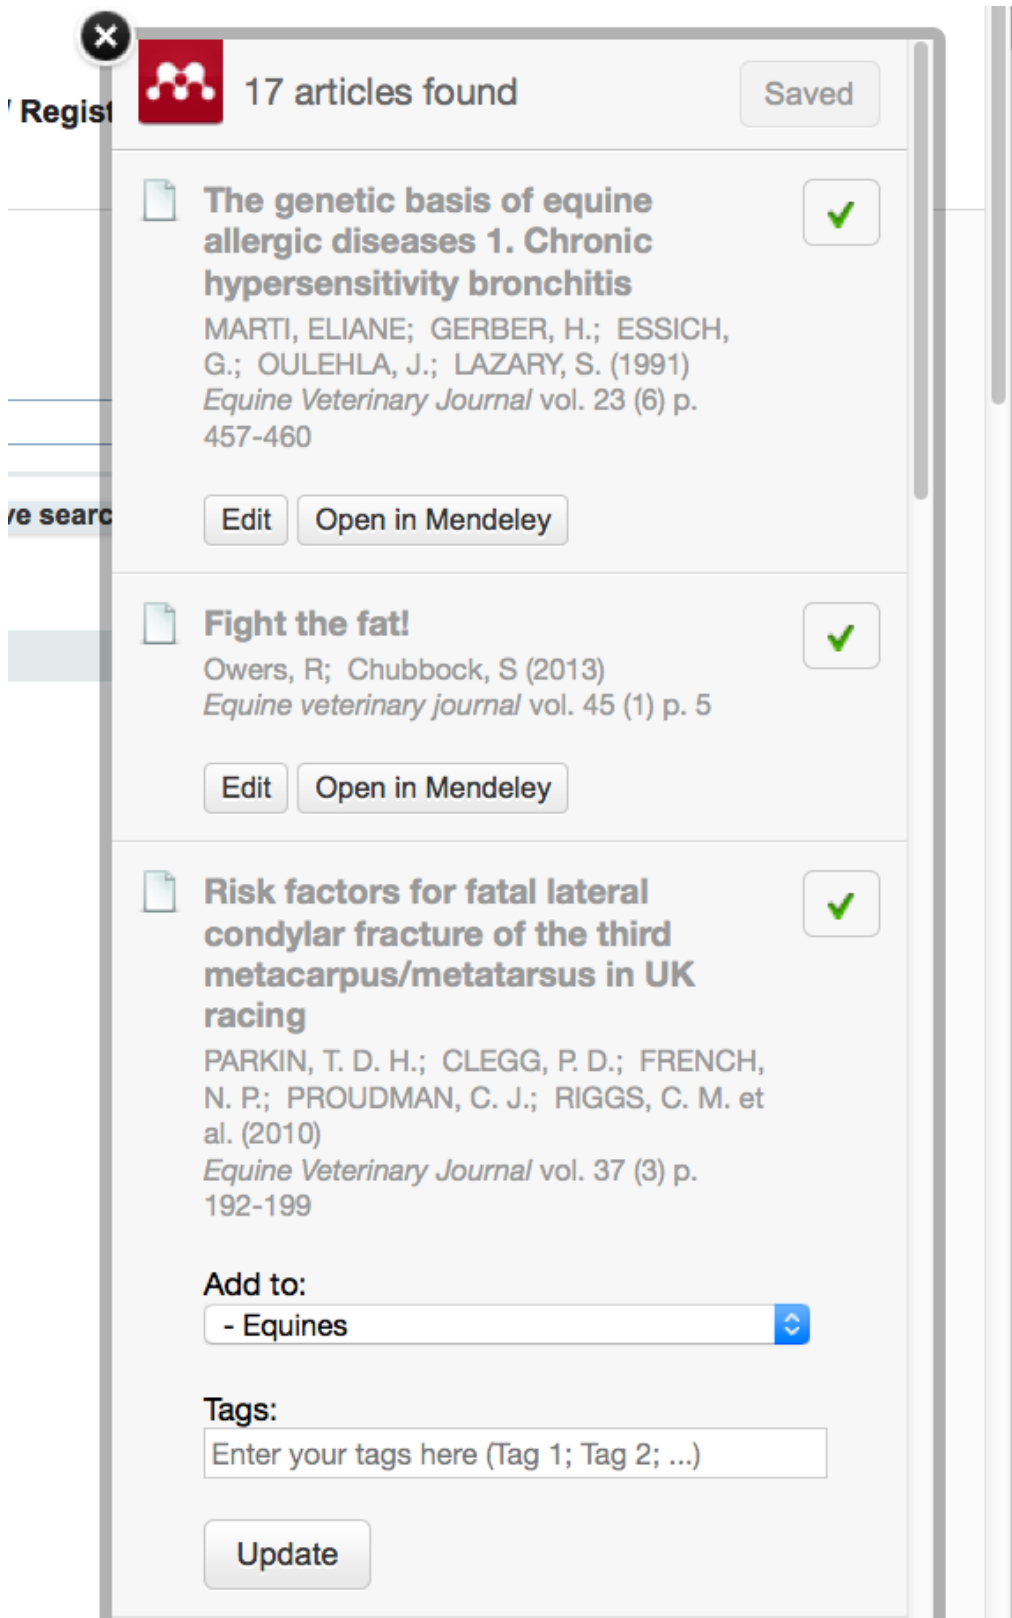 17 articles found
Saved
/ Regist
The genetic basis of equine
allergic diseases 1. Chronic
hypersensitivity bronchitis
MARTI, ELIANE; GERBER, H.; ESSICH,
G.; OULEHLA, J.; LAZARY, S. (1991)
Equine Veterinary Journal vol. 23 (6) p.
457-460
ve searc
Edit
Open in Mendeley
Fight the fat!
Owers, R; Chubbock, S (2013)
Equine veterinary journal vol. 45 (1) p. 5
Edit
Open in Mendeley
Risk factors for fatal lateral
condylar fracture of the third
metacarpus/metatarsus in UK
racing
PARKIN, T. D. H.; CLEGG, P. D.; FRENCH,
N. P.; PROUDMAN, C. J.; RIGGS, C. M. et
al. (2010)
Equine Veterinary Journal vol. 37 (3) p.
192-199
Add to:
- Equines
Tags:
Enter your tags here (Tag 1; Tag 2; ...)
Update